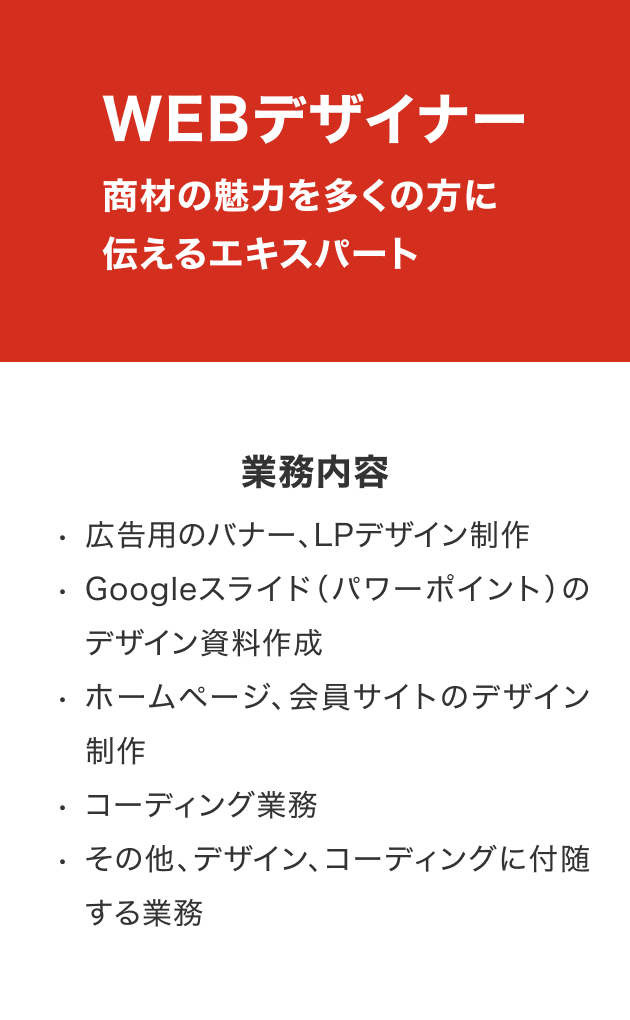 WEBデザイナー
商材の魅力を多くの方に
伝えるエキスパート
業務内容
・ 広告用のバナー、LPデザイン制作
・ Googleスライド（パワーポイント）の
デザイン資料作成
・ ホームページ、会員サイトのデザイン
制作
・ コーディング業務
・ その他、デザイン、コーディングに付随
する業務